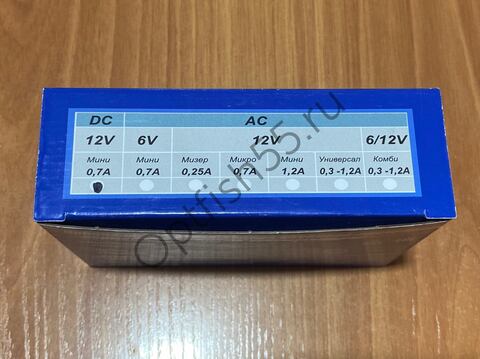 DC AC
12V 6V 12V 6/12V
Мини Мини Мизер Микро Мини Универсал Комби
0,7А 0,7А 0,25А 0,7А 1,2А 0,3 -1,2А 0,3 -1,2А
Optfish55.ru